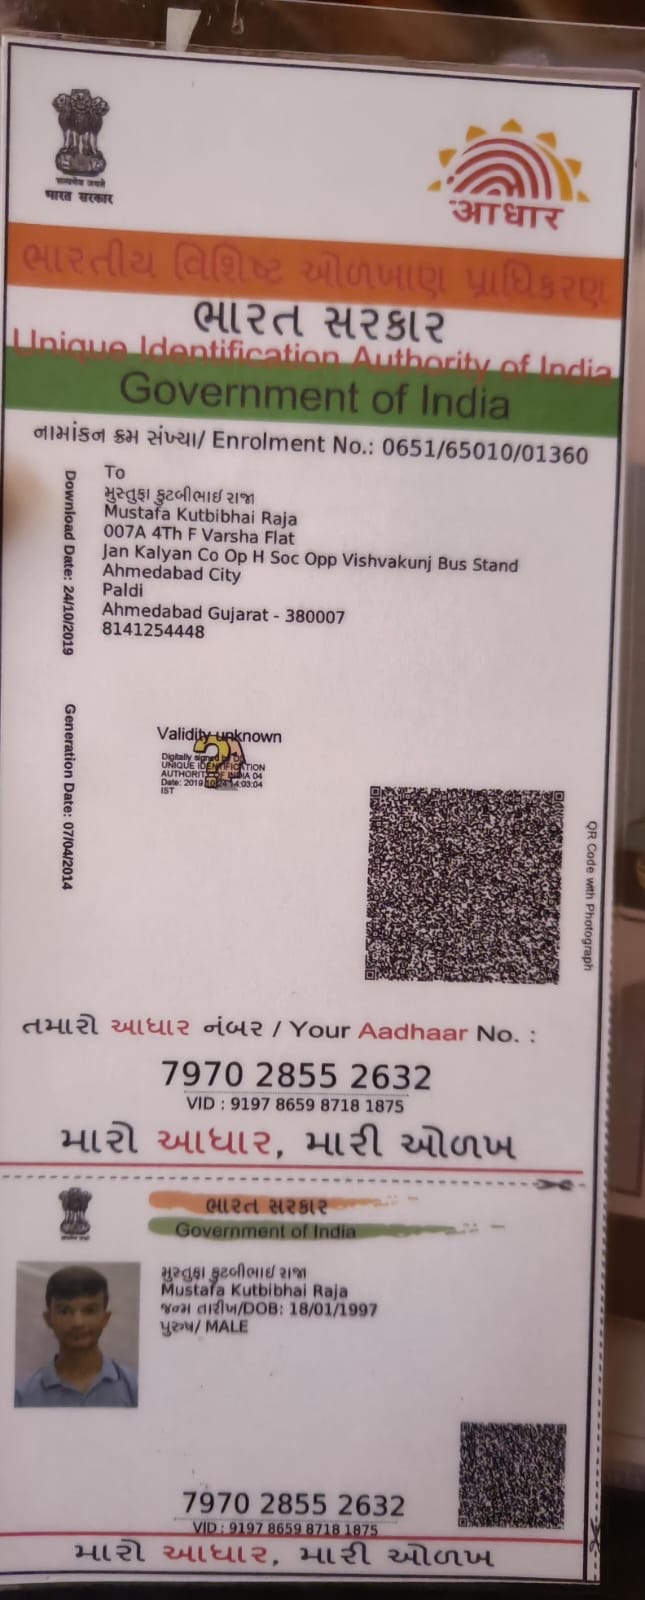 सत्यमेव जयते
भारत सरकार
आधार
ભારતીય વિશિષ્ટ ઓળખાણ પ્રાધિકરણ
ભારત સરકાર
Unique Identification Authority of India
Government of India
નામાંકન ક્રમ સંખ્યા/ Enrolment No.: 0651/65010/01360
To
મુસ્તુફા કુટબીભાઈ રાજા
Mustafa Kutbibhai Raja
007A 4Th F Varsha Flat
Jan Kalyan Co Op H Soc Opp Vishvakunj Bus Stand
Ahmedabad City
Paldi
Ahmedabad Gujarat - 380007
8141254448
Download Date: 24/10/2019
Generation Date: 07/04/2014
Validity unknown
Digitally signed by
UNIQUE IDENTIFICATION
AUTHORITY OF INDIA 04
Date: 2019.10.24 14:03:04
IST
QR Code with Photograph
તમારો આધાર નંબર / Your Aadhaar No. :
7970 2855 2632
VID : 9197 8659 8718 1875
મારો આધાર, મારી ઓળખ
ભારત સરકાર
Government of India
મુસ્તુફા કુટબીભાઈ રાજા
Mustafa Kutbibhai Raja
જન્મ તારીખ/DOB: 18/01/1997
પુરુષ/ MALE
7970 2855 2632
VID : 9197 8659 8718 1875
મારો આધાર, મારી ઓળખ